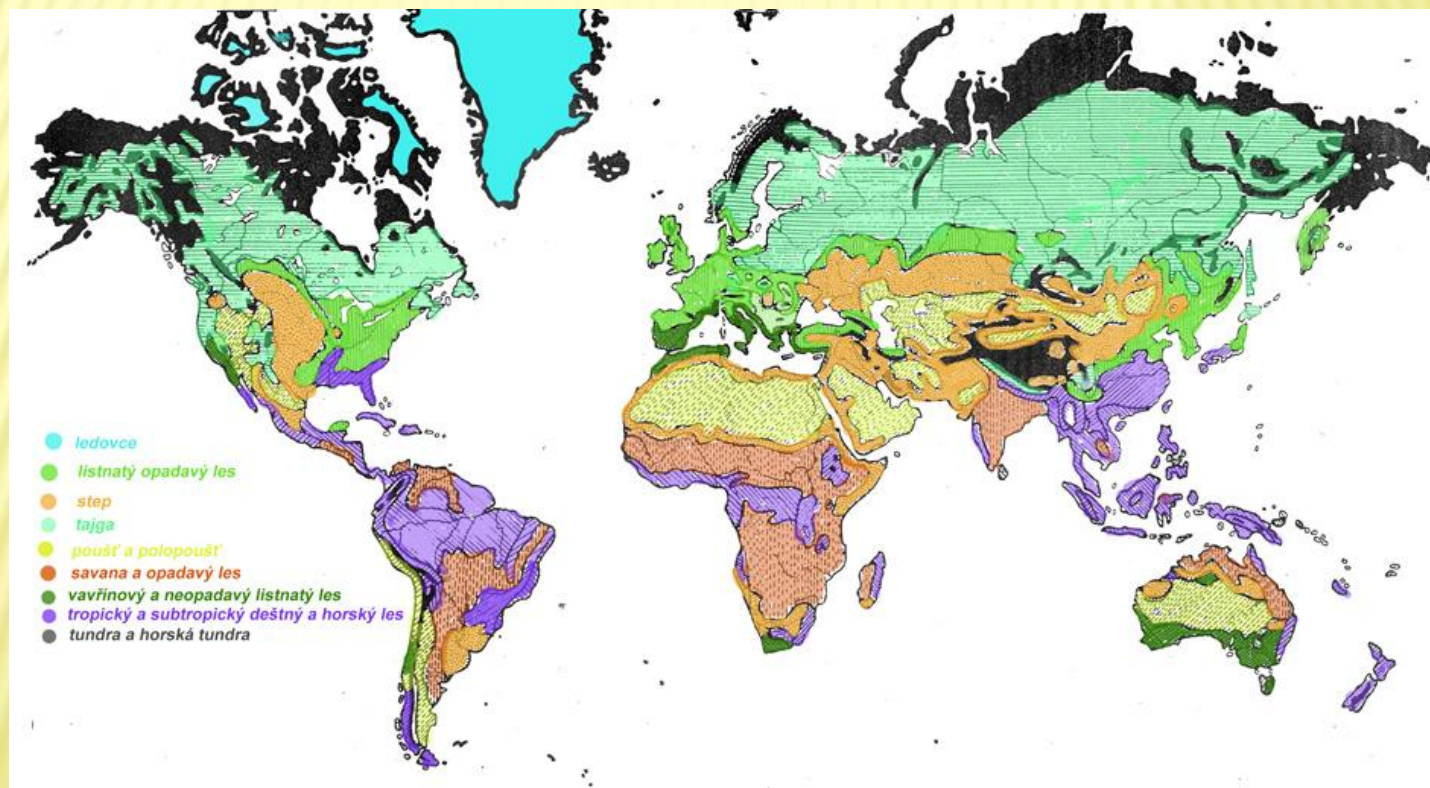 ledovce
listnatý opadavý les
step
tajga
poušť a polopoušť
savana a opadavý les
vavřínový a neopadavý listnatý les
tropický a subtropický deštný a horský les
tundra a horská tundra